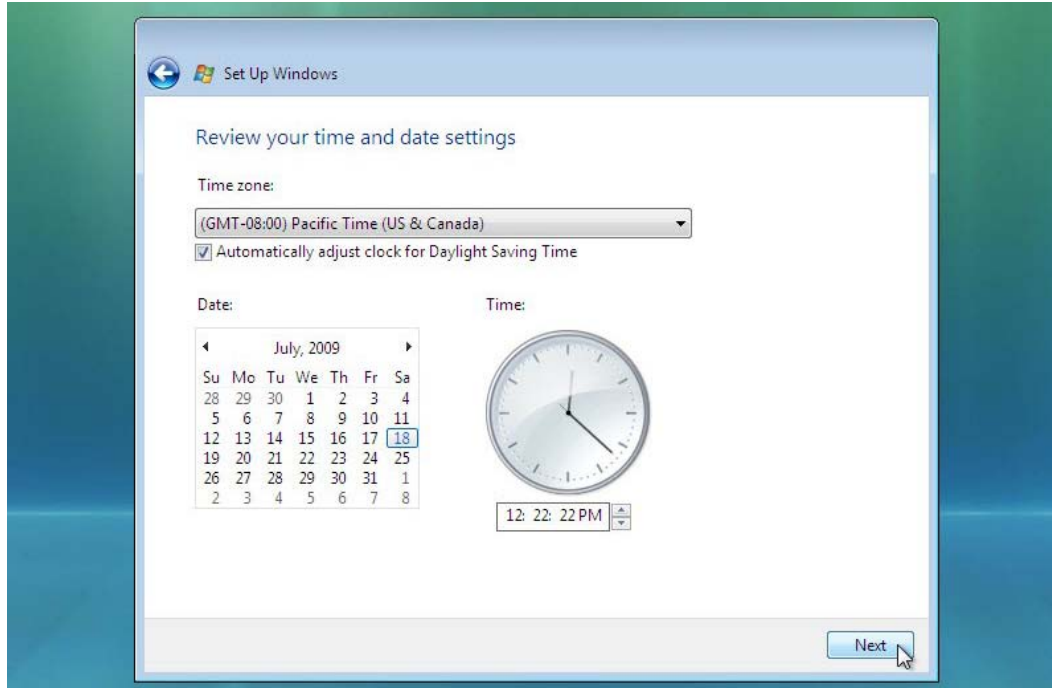 Set Up Windows
Review your time and date settings
Time zone:
(GMT-08:00) Pacific Time (US & Canada)
Automatically adjust clock for Daylight Saving Time
Date:
Time:
July, 2009
Su Mo Tu We Th Fr Sa
28 29 30 1 2 3 4
5 6 7 8 9 10 11
12 13 14 15 16 17 18
19 20 21 22 23 24 25
26 27 28 29 30 31 1
2 3 4 5 6 7 8
12: 22: 22 PM
Next